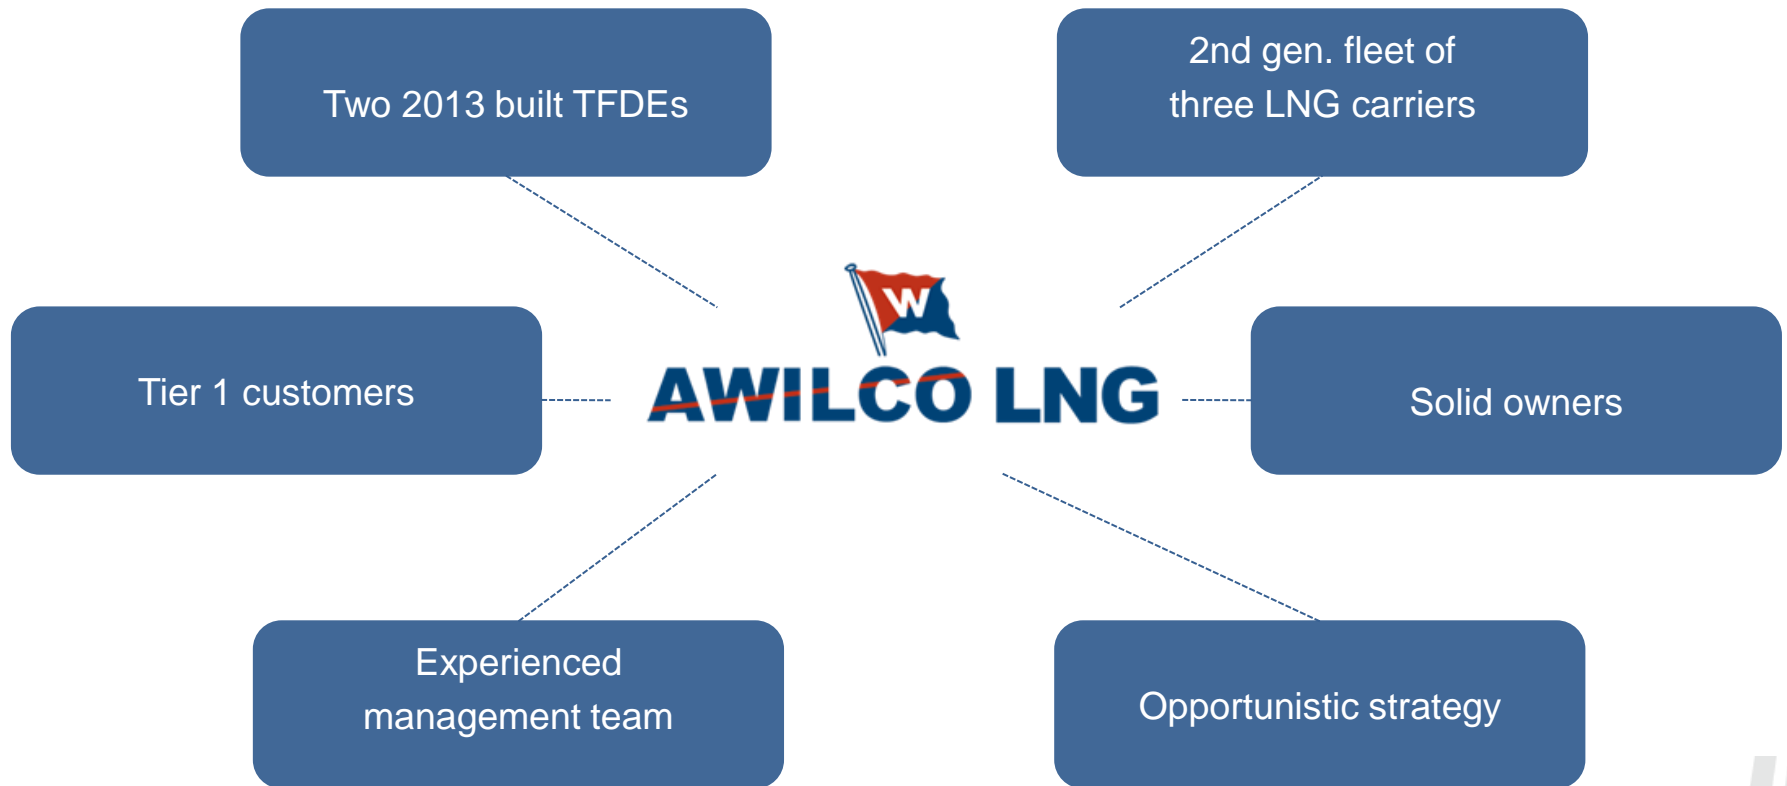 Two 2013 built TFDEs
2nd gen. fleet of
three LNG carriers
W
AWILCO LNG
Tier 1 customers
Solid owners
Experienced
management team
Opportunistic strategy